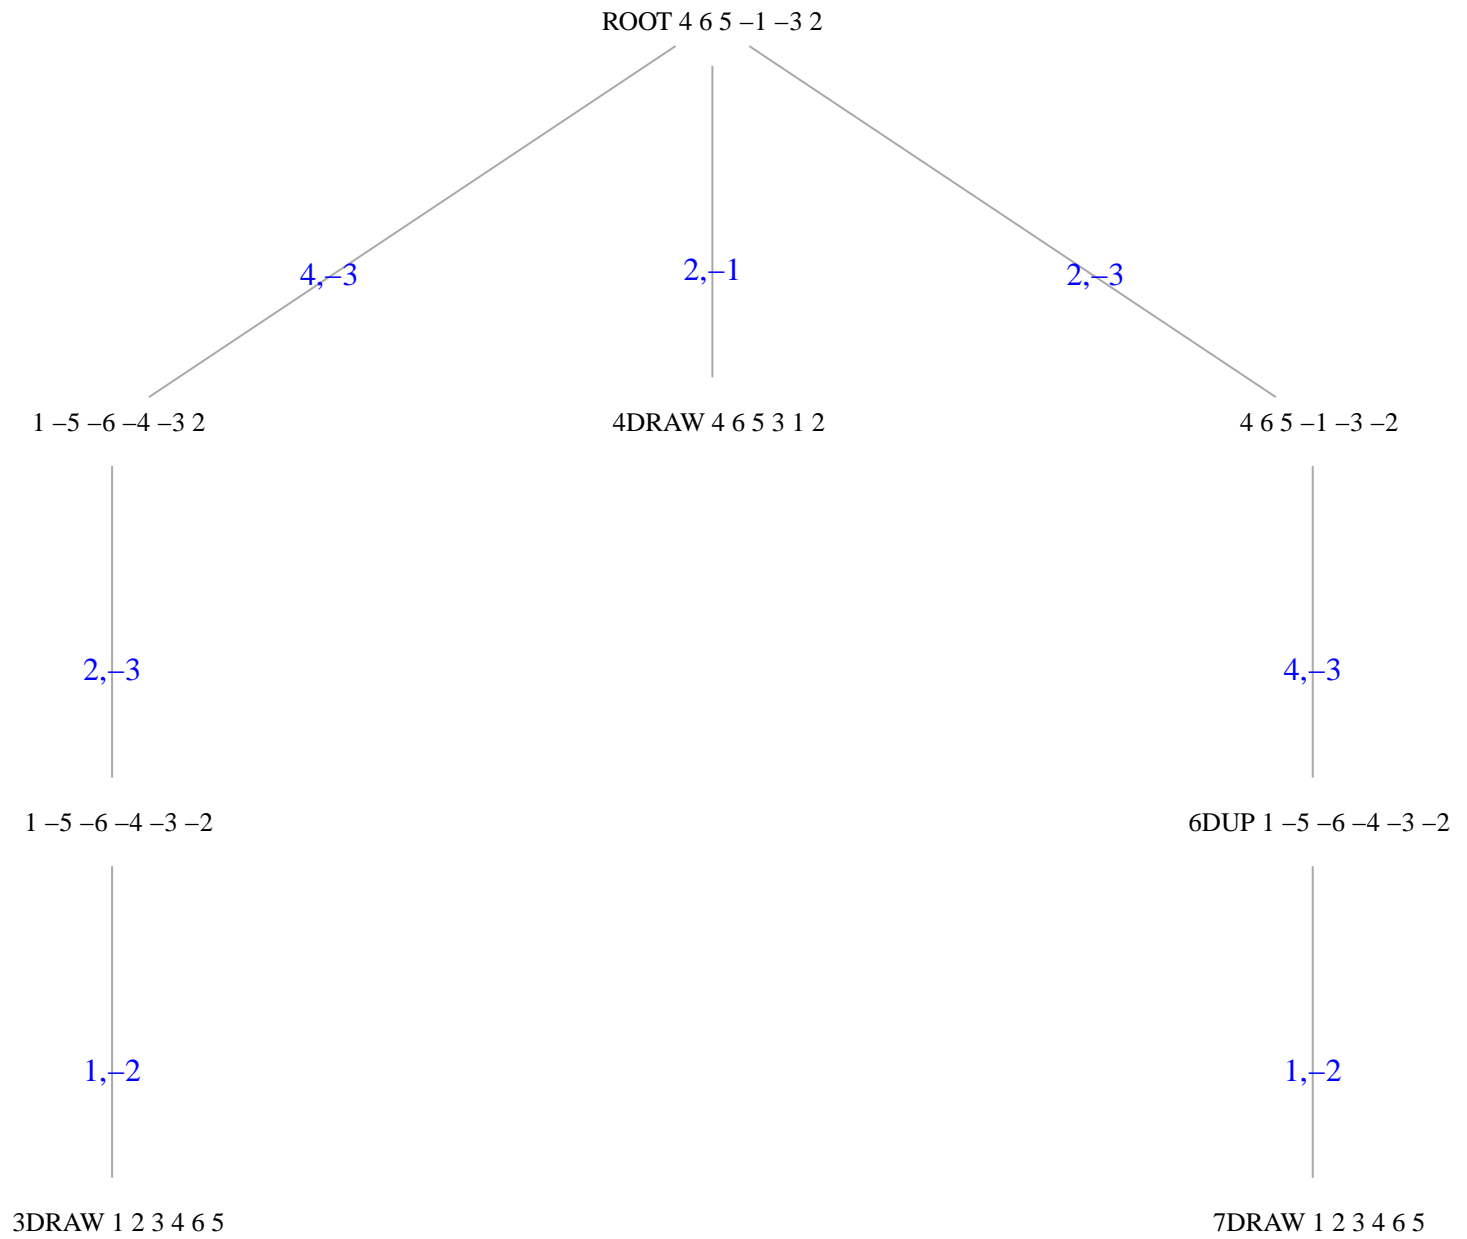 ROOT 4 6 5 –1 –3 2
4,–3
2,–1
2,–3
1 –5 –6 –4 –3 2
4DRAW 4 6 5 3 1 2
4 6 5 –1 –3 –2
2,–3
4,–3
1 –5 –6 –4 –3 –2
6DUP 1 –5 –6 –4 –3 –2
1,–2
1,–2
3DRAW 1 2 3 4 6 5
7DRAW 1 2 3 4 6 5